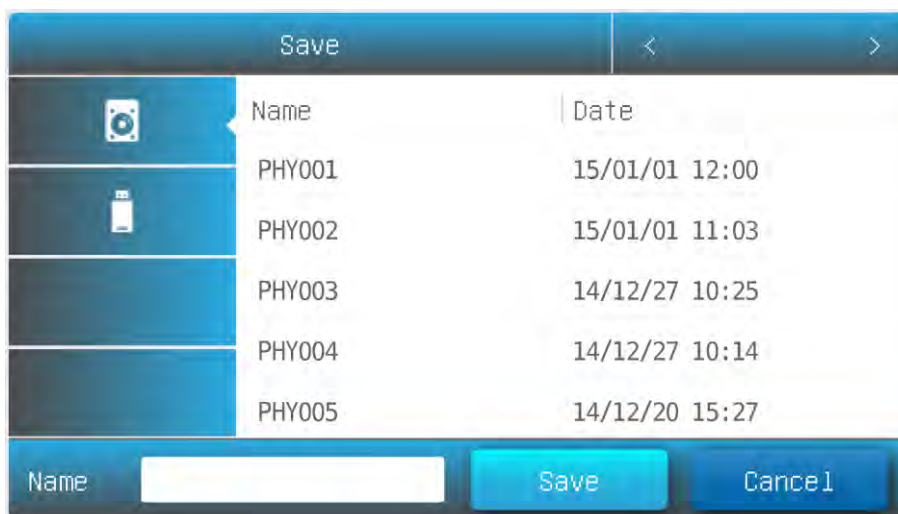 Save < >
Name Date
PHY001 15/01/01 12:00
PHY002 15/01/01 11:03
PHY003 14/12/27 10:25
PHY004 14/12/27 10:14
PHY005 14/12/20 15:27
Name Save Cancel